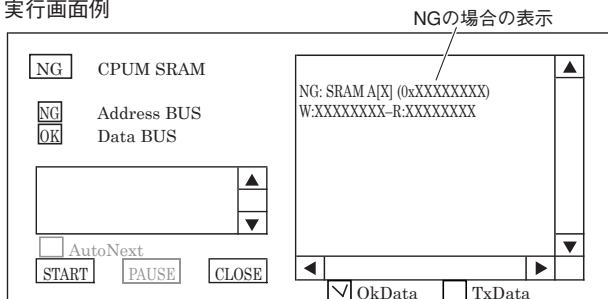 実行画面例
NGの場合の表示
NG CPUM SRAM
NG Address BUS
OK Data BUS
AutoNext
START PAUSE CLOSE
NG: SRAM A[X] (0xXXXXXXXX)
W:XXXXXXXX–R:XXXXXXXX
OkData TxData